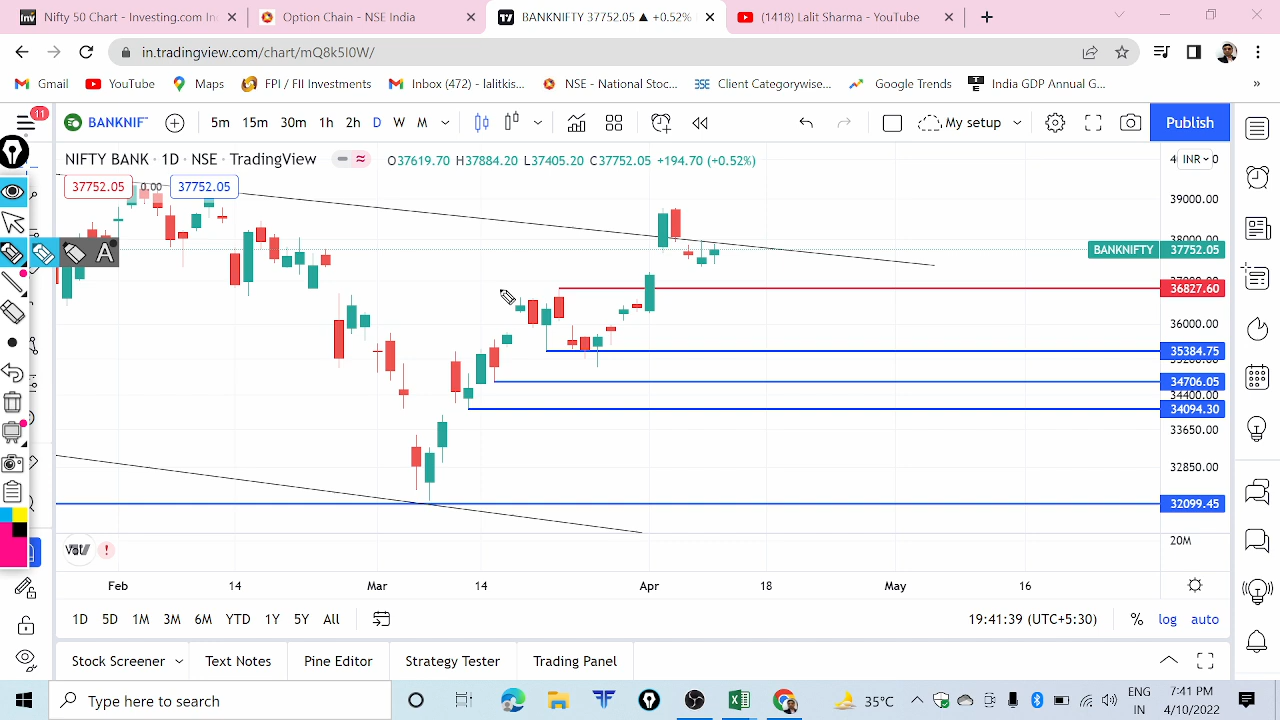 Nifty 50 Chart - Investing.com In
Option Chain - NSE India
BANKNIFTY 37752.05 ▲ +0.52%
(1418) Lalit Sharma - YouTube
in.tradingview.com/chart/mQ8k5I0W/
Gmail YouTube Maps FPI / FII Investments Inbox (472) - lalitkis... NSE - National Stoc... Client Categorywise... Google Trends India GDP Annual G... »
11 BANKNIF 5m 15m 30m 1h 2h D W M My setup Publish
NIFTY BANK · 1D · NSE · TradingView O37619.70 H37884.20 L37405.20 C37752.05 +194.70 (+0.52%) INR
37752.05 0.00 37752.05
39000.00
38000.00
BANKNIFTY 37752.05
A
36827.60
36000.00
35384.75
34706.05
34400.00
34094.30
33650.00
32850.00
32099.45
20M
Vol
Feb 14 Mar 14 Apr 18 May 16
1D 5D 1M 3M 6M YTD 1Y 5Y All 19:41:39 (UTC+5:30) % log auto
Stock Screener Text Notes Pine Editor Strategy Tester Trading Panel
Type here to search 35°C ENG IN 7:41 PM 4/10/2022